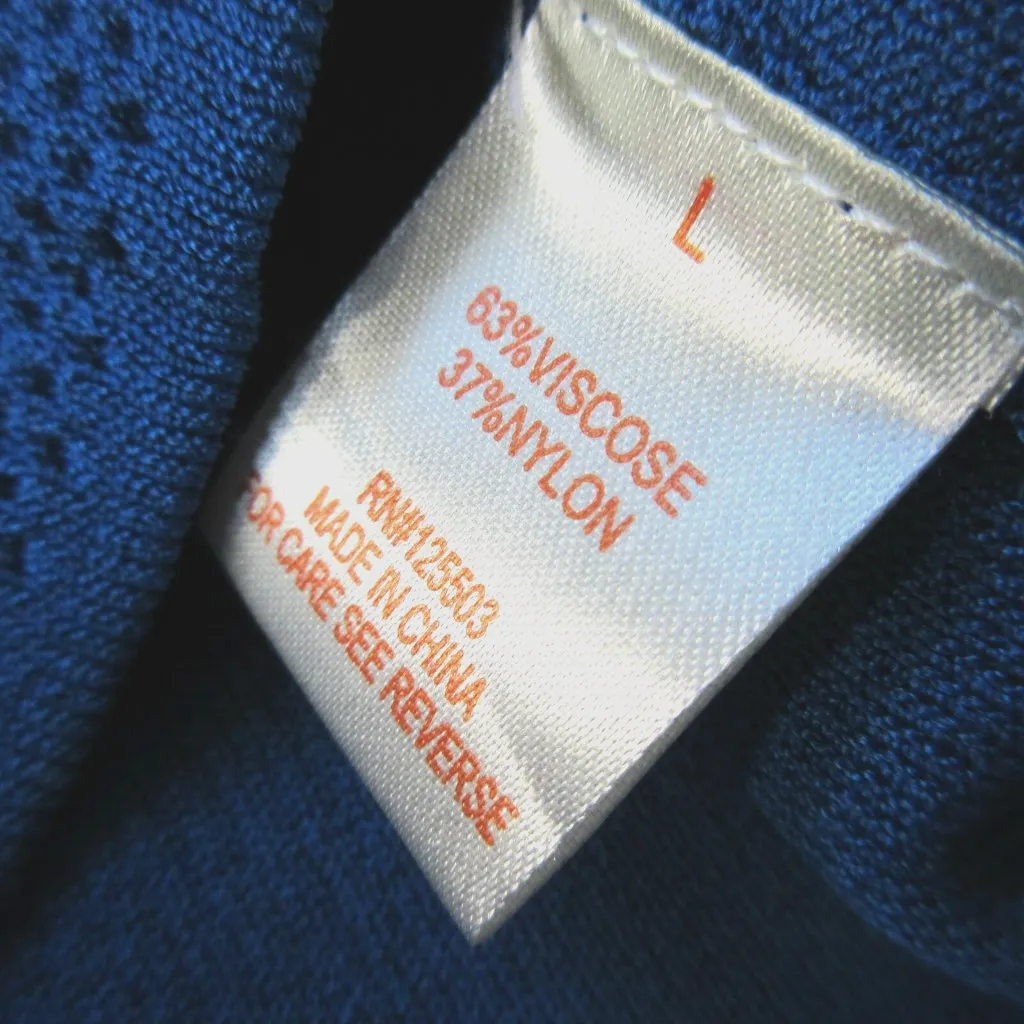 L
63%VISCOSE
37%NYLON
RN#125503
MADE IN CHINA
FOR CARE SEE REVERSE